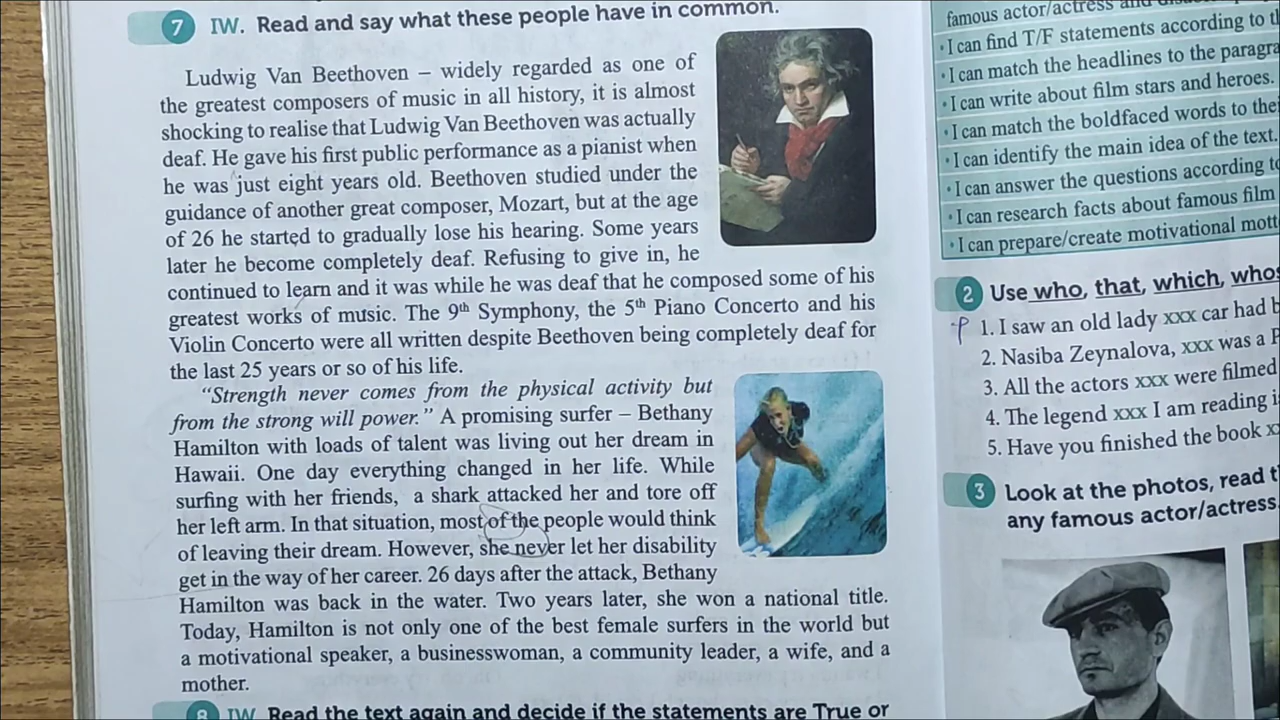 7 IW. Read and say what these people have in common.
Ludwig Van Beethoven – widely regarded as one of
the greatest composers of music in all history, it is almost
shocking to realise that Ludwig Van Beethoven was actually
deaf. He gave his first public performance as a pianist when
he was just eight years old. Beethoven studied under the
guidance of another great composer, Mozart, but at the age
of 26 he started to gradually lose his hearing. Some years
later he become completely deaf. Refusing to give in, he
continued to learn and it was while he was deaf that he composed some of his
greatest works of music. The 9th Symphony, the 5th Piano Concerto and his
Violin Concerto were all written despite Beethoven being completely deaf for
the last 25 years or so of his life.
"Strength never comes from the physical activity but
from the strong will power." A promising surfer – Bethany
Hamilton with loads of talent was living out her dream in
Hawaii. One day everything changed in her life. While
surfing with her friends, a shark attacked her and tore off
her left arm. In that situation, most of the people would think
of leaving their dream. However, she never let her disability
get in the way of her career. 26 days after the attack, Bethany
Hamilton was back in the water. Two years later, she won a national title.
Today, Hamilton is not only one of the best female surfers in the world but
a motivational speaker, a businesswoman, a community leader, a wife, and a
mother.
8 IW. Read the text again and decide if the statements are True or
famous actor/actress and
• I can find T/F statements according to
• I can match the headlines to the
• I can write about film stars and heroes.
• I can match the boldfaced words to
• I can identify the main idea of the text.
• I can answer the questions according
• I can research facts about famous film
• I can prepare/create motivational
2 Use who, that, which,
1. I saw an old lady xxx car had
2. Nasiba Zeynalova, xxx was a
3. All the actors xxx were filmed
4. The legend xxx I am reading
5. Have you finished the book
3 Look at the photos, read
any famous actor/actress